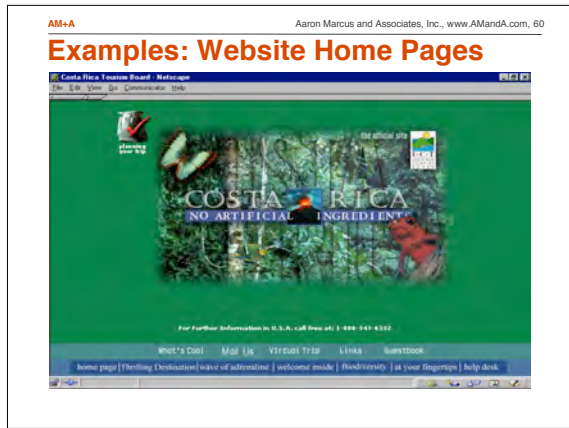 AM+A
Aaron Marcus and Associates, Inc., www.AMandA.com, 60
Examples: Website Home Pages
Costa Rica Tourism Board - Netscape
File Edit View Go Communicator Help
planning
your trip
the official site
COSTA RICA
NO ARTIFICIAL INGREDIENTS
For Further Information in U.S.A. call free at: 1-800-343-6332
What's Cool Mail Us Virtual Trip Links Guestbook
home page | Thrilling Destination | wave of adrenaline | welcome inside | Biodiversity | at your fingertips | help desk